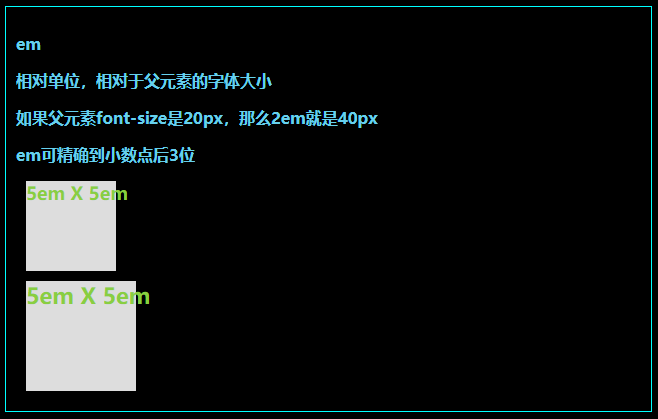 em
相对单位，相对于父元素的字体大小
如果父元素font-size是20px，那么2em就是40px
em可精确到小数点后3位
5em X 5em
5em X 5em